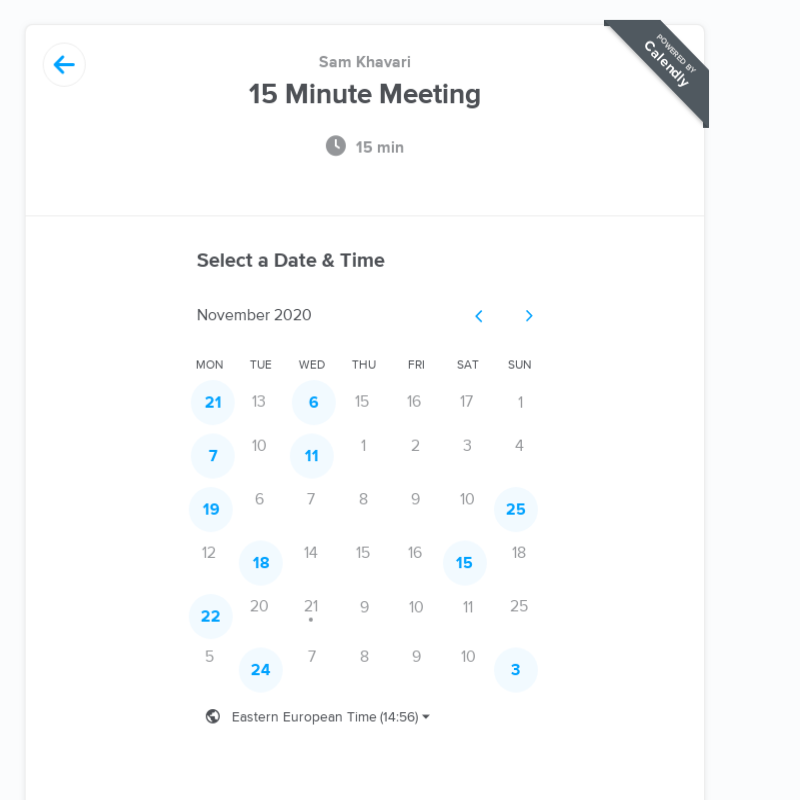 POWERED BY
Calendly
Sam Khavari
15 Minute Meeting
15 min
Select a Date & Time
November 2020
MON TUE WED THU FRI SAT SUN
21 13 6 15 16 17 1
7 10 11 1 2 3 4
19 6 7 8 9 10 25
12 18 14 15 16 15 18
22 20 21 9 10 11 25
5 24 7 8 9 10 3
Eastern European Time (14:56)